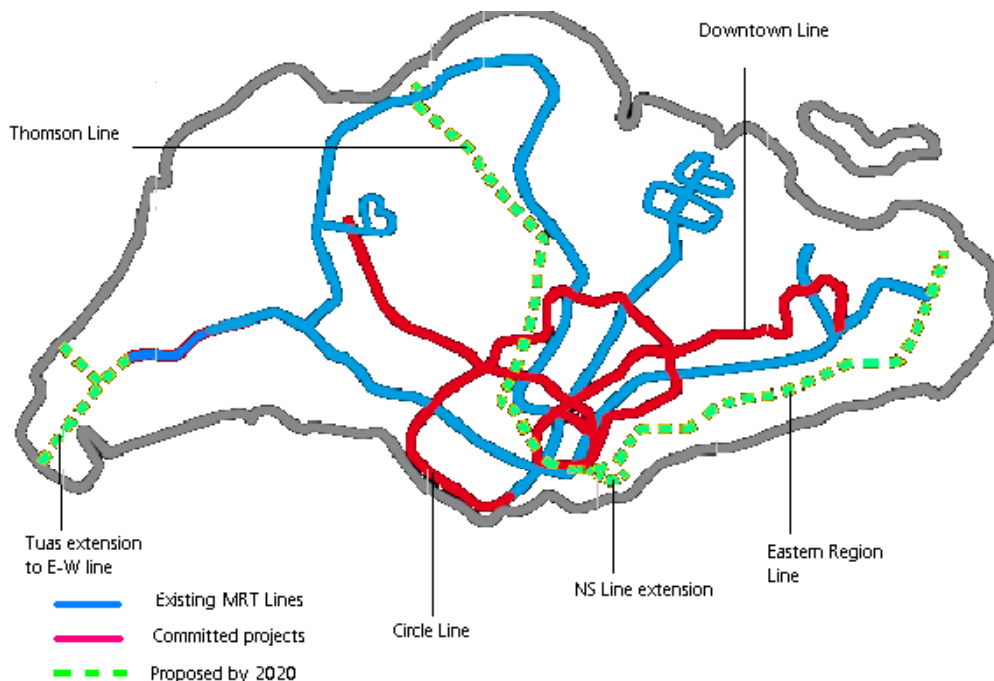 Downtown Line
Thomson Line
Tuas extension
to E-W line
Eastern Region
Line
NS Line extension
Circle Line
Existing MRT Lines
Committed projects
Proposed by 2020